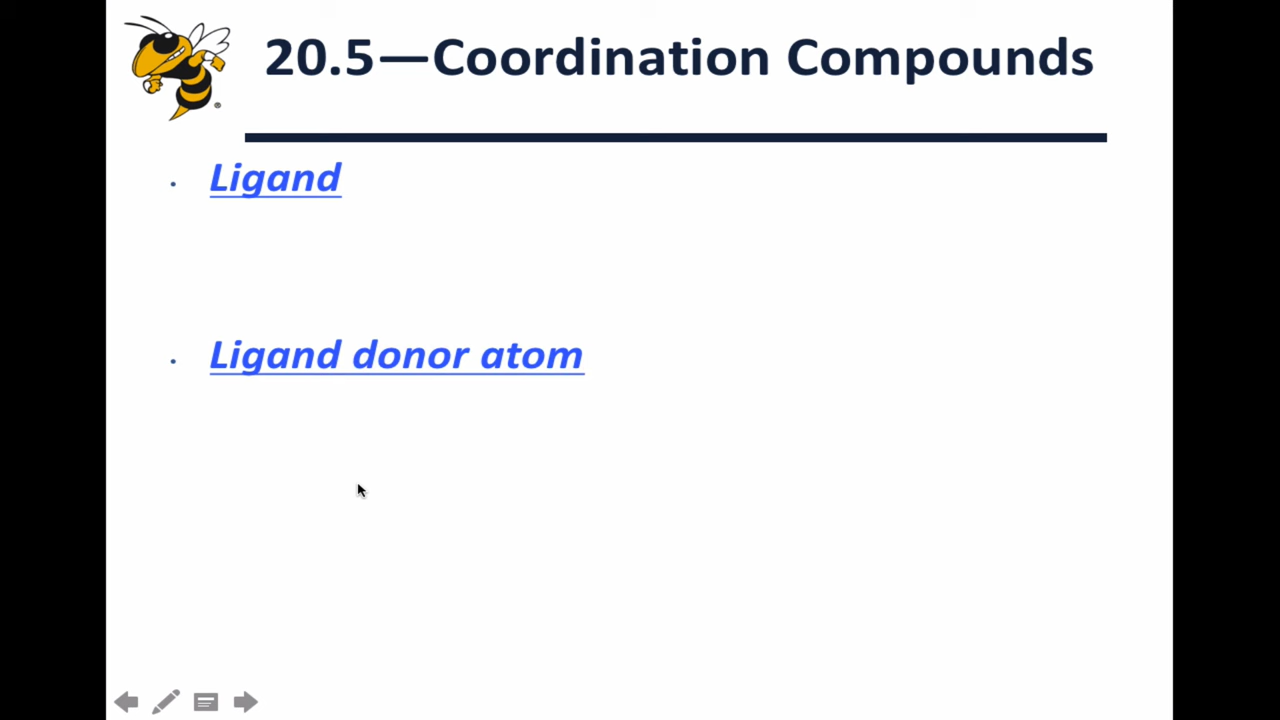 20.5—Coordination Compounds
• Ligand
• Ligand donor atom